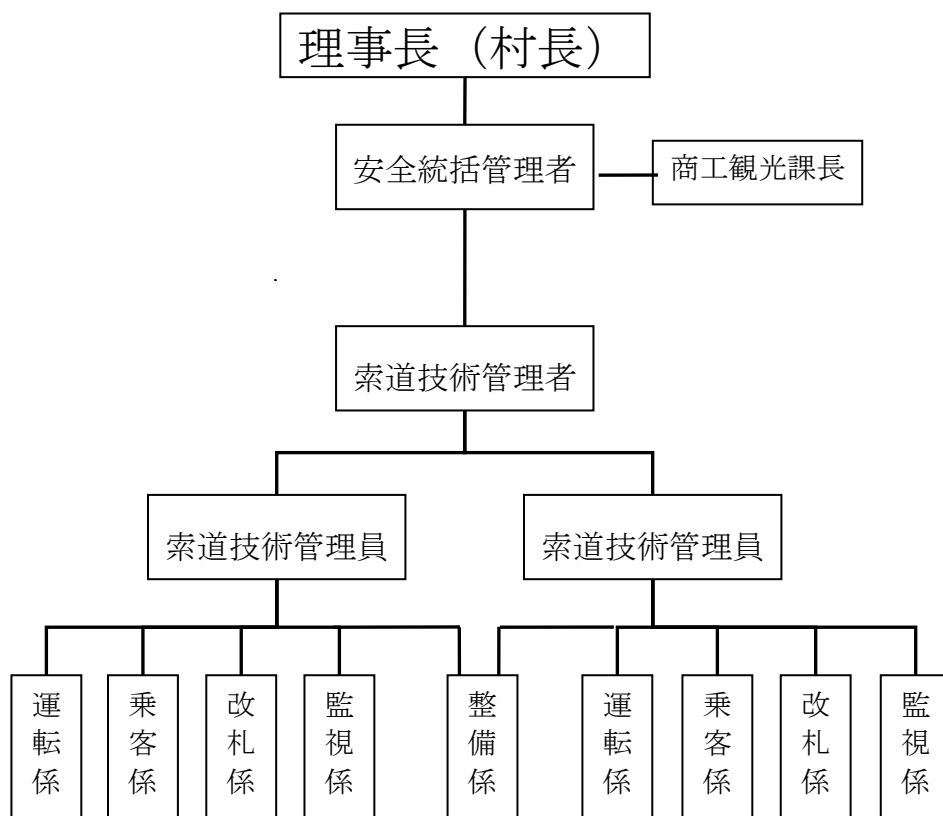 理事長（村長）
安全統括管理者
商工観光課長
索道技術管理者
索道技術管理員
索道技術管理員
運転係
乗客係
改札係
監視係
整備係
運転係
乗客係
改札係
監視係